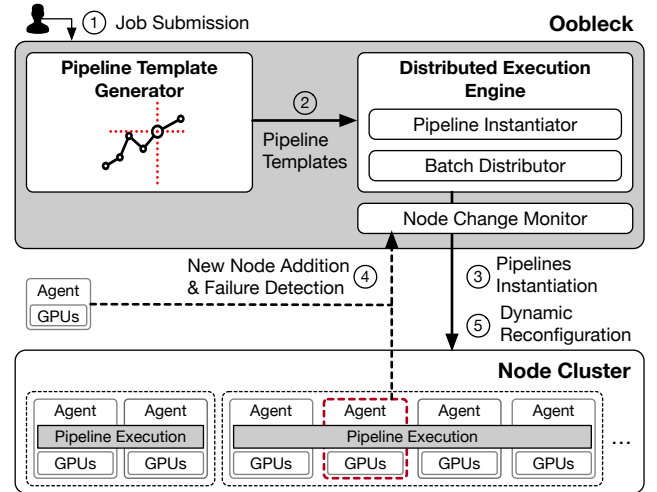 ① Job Submission
Oobleck
Pipeline Template
Generator
②
Pipeline
Templates
Distributed Execution
Engine
Pipeline Instantiator
Batch Distributor
Node Change Monitor
New Node Addition
& Failure Detection
④
③ Pipelines
Instantiation
⑤ Dynamic
Reconfiguration
Agent
GPUs
Node Cluster
Agent Agent
Pipeline Execution
GPUs GPUs
Agent Agent Agent Agent
Pipeline Execution
GPUs GPUs GPUs GPUs
...